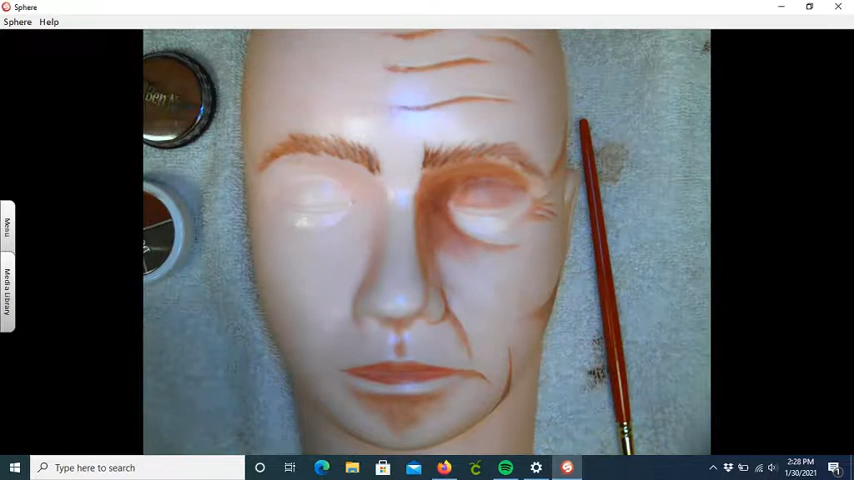 Sphere
Sphere Help
Menu
Media Library
Type here to search
2:28 PM
1/30/2021